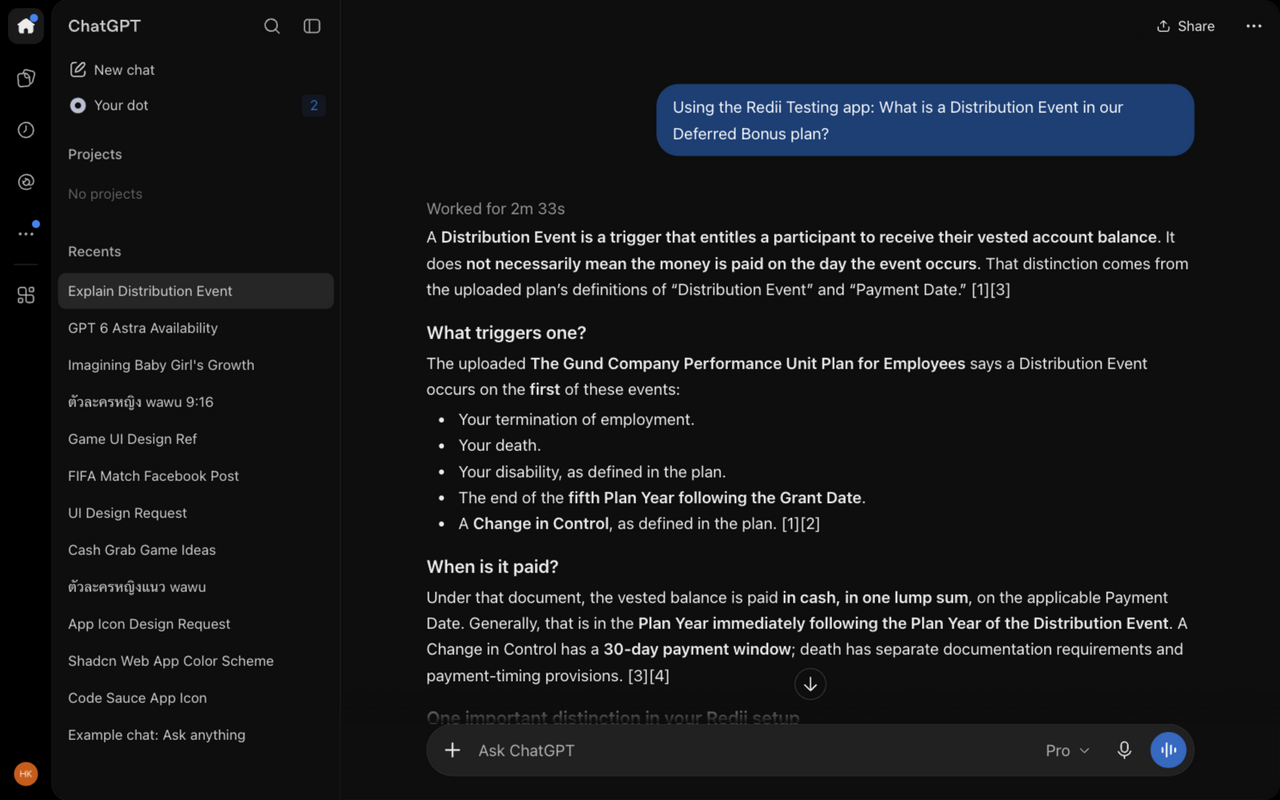 ChatGPT
New chat
Your dot
2
Projects
No projects
Recents
Explain Distribution Event
GPT 6 Astra Availability
Imagining Baby Girl's Growth
ตัวละครหญิง wawu 9:16
Game UI Design Ref
FIFA Match Facebook Post
UI Design Request
Cash Grab Game Ideas
ตัวละครหญิงแนว wawu
App Icon Design Request
Shadcn Web App Color Scheme
Code Sauce App Icon
Example chat: Ask anything
HK
Share
Using the Redii Testing app: What is a Distribution Event in our
Deferred Bonus plan?
Worked for 2m 33s
A Distribution Event is a trigger that entitles a participant to receive their vested account balance. It
does not necessarily mean the money is paid on the day the event occurs. That distinction comes from
the uploaded plan’s definitions of “Distribution Event” and “Payment Date.” [1][3]
What triggers one?
The uploaded The Gund Company Performance Unit Plan for Employees says a Distribution Event
occurs on the first of these events:
• Your termination of employment.
• Your death.
• Your disability, as defined in the plan.
• The end of the fifth Plan Year following the Grant Date.
• A Change in Control, as defined in the plan. [1][2]
When is it paid?
Under that document, the vested balance is paid in cash, in one lump sum, on the applicable Payment
Date. Generally, that is in the Plan Year immediately following the Plan Year of the Distribution Event. A
Change in Control has a 30-day payment window; death has separate documentation requirements and
payment-timing provisions. [3][4]
One important distinction in your Redii setup
Ask ChatGPT
Pro